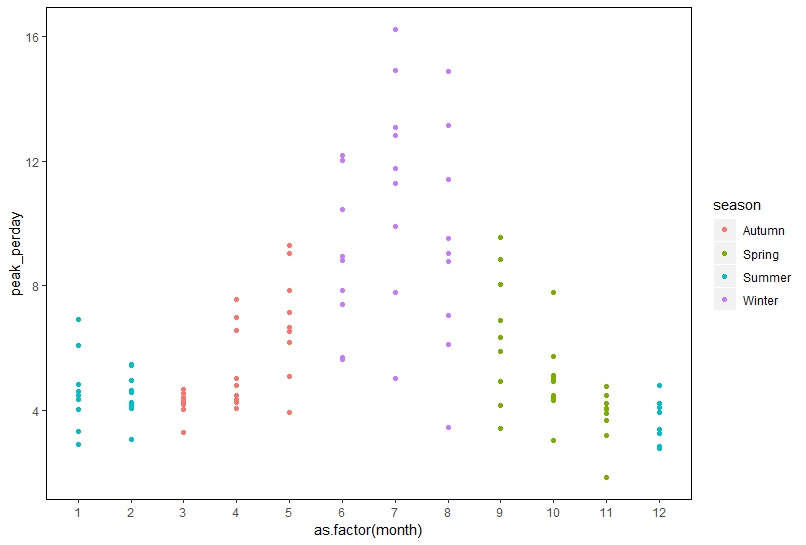 peak_perday
16
12
8
4
1 2 3 4 5 6 7 8 9 10 11 12
as.factor(month)
season
Autumn
Spring
Summer
Winter